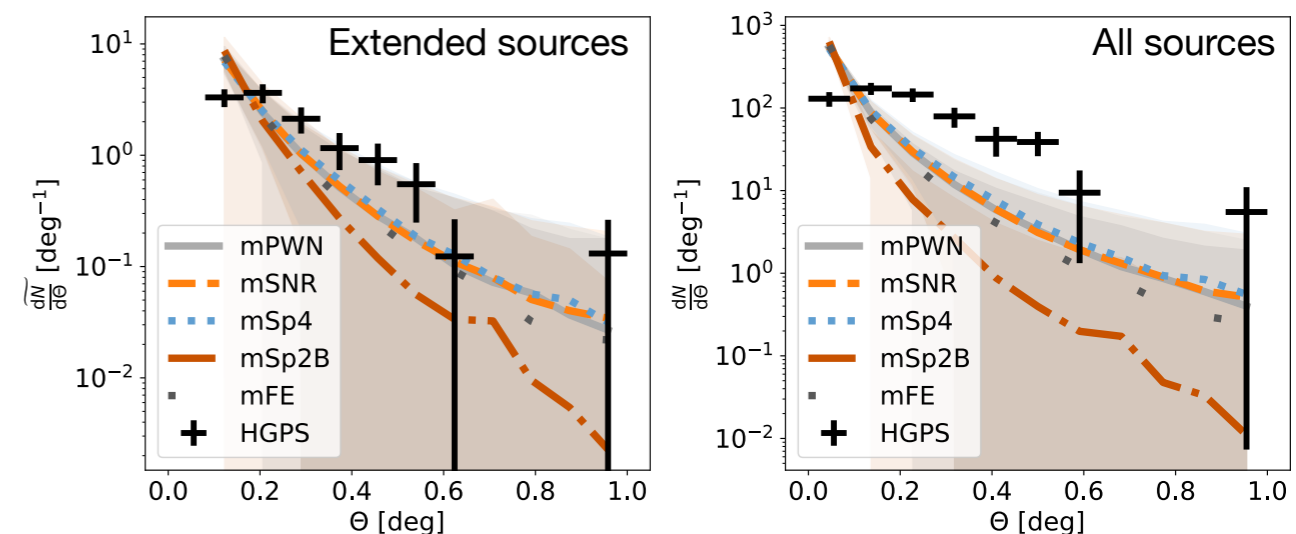 Extended sources
10^1
10^0
10^{-1}
10^{-2}
\widetilde{dN}/dΘ [deg^{-1}]
mPWN
mSNR
mSp4
mSp2B
mFE
HGPS
0.0 0.2 0.4 0.6 0.8 1.0
Θ [deg]
All sources
10^3
10^2
10^1
10^0
10^{-1}
10^{-2}
dN/dΘ [deg^{-1}]
mPWN
mSNR
mSp4
mSp2B
mFE
HGPS
0.0 0.2 0.4 0.6 0.8 1.0
Θ [deg]